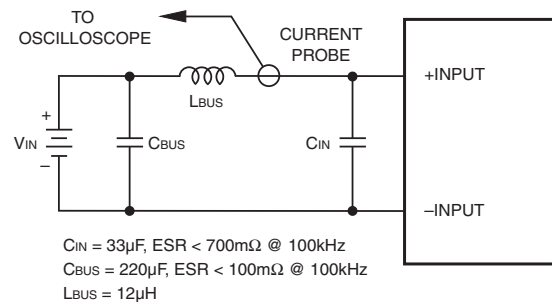 TO
OSCILLOSCOPE
CURRENT
PROBE
+INPUT
LBUS
+
VIN
–
CBUS
CIN
–INPUT
CIN = 33µF, ESR < 700mΩ @ 100kHz
CBUS = 220µF, ESR < 100mΩ @ 100kHz
LBUS = 12µH